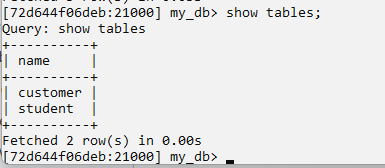 [72d644f06deb:21000] my_db> show tables;
Query: show tables
+----------+
| name     |
+----------+
| customer |
| student  |
+----------+
Fetched 2 row(s) in 0.00s
[72d644f06deb:21000] my_db>